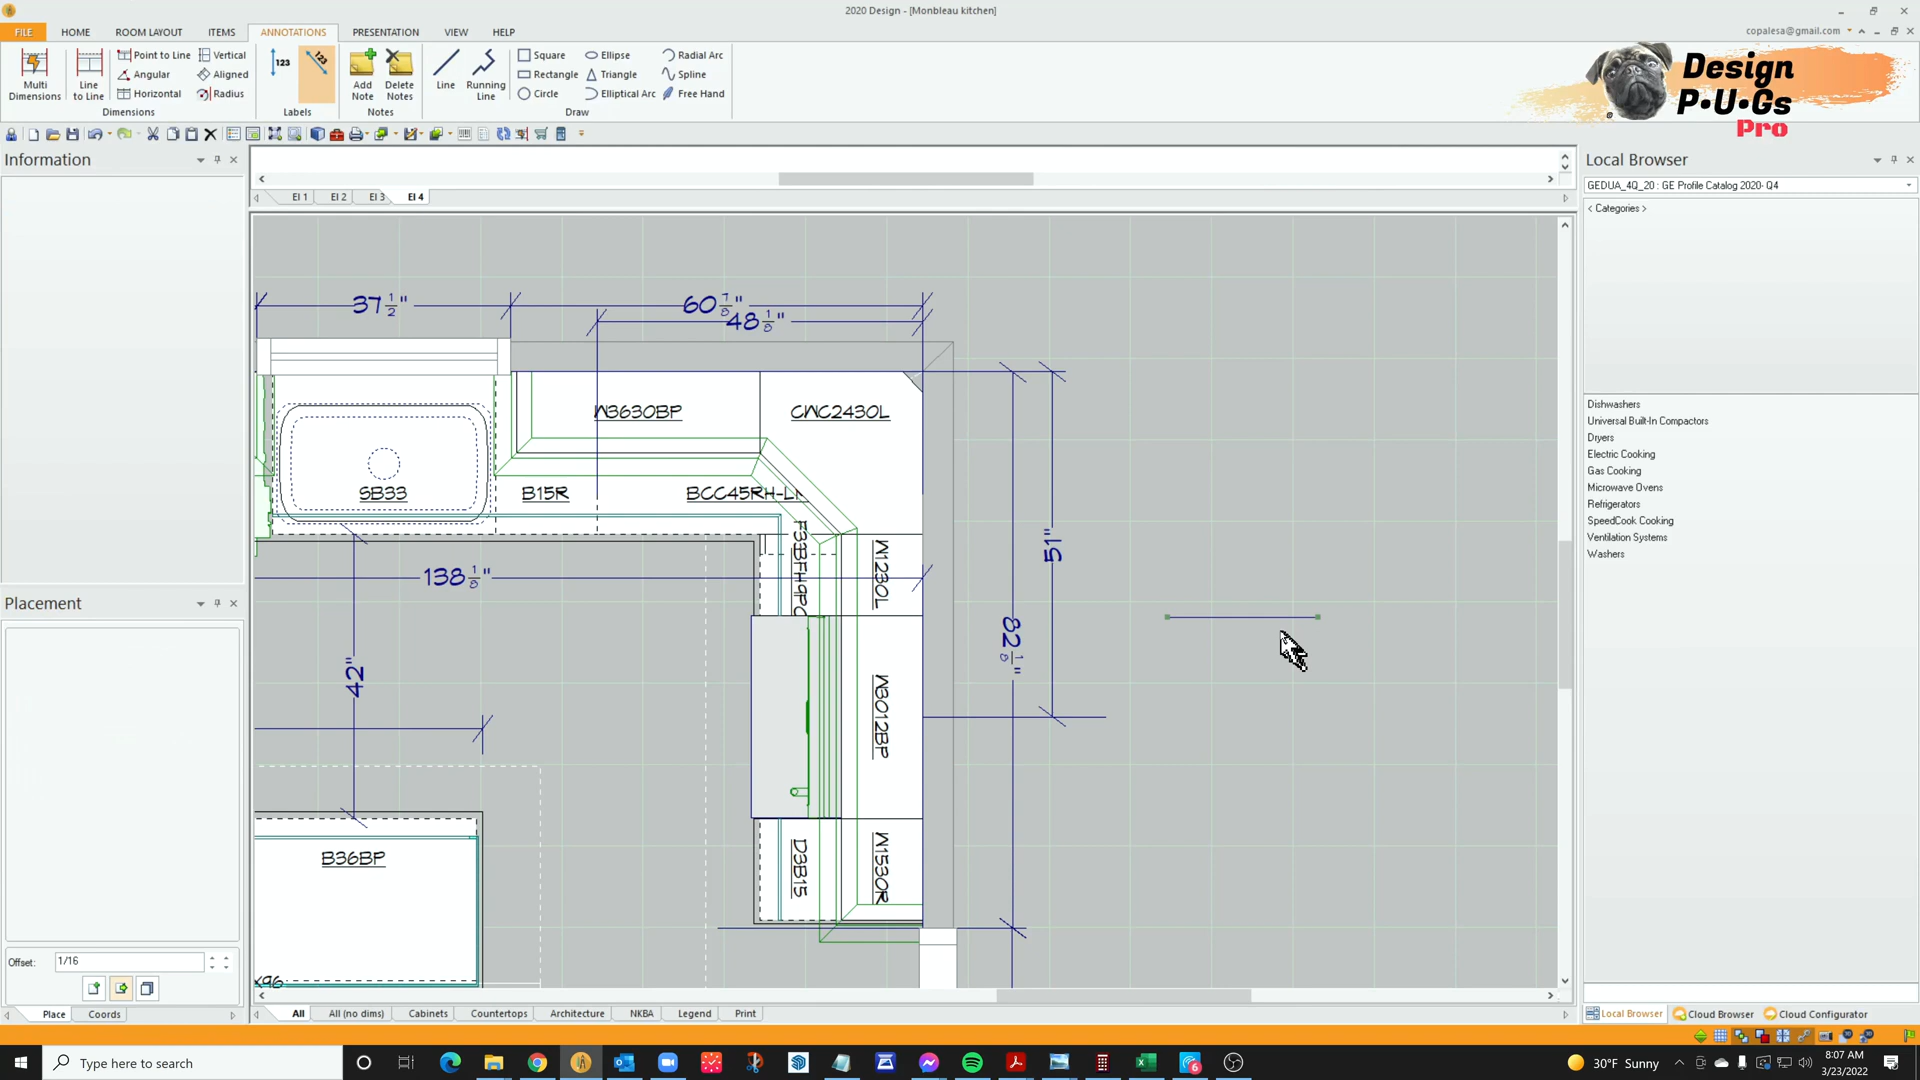 2020 Design - [Monbleau kitchen]
FILE HOME ROOM LAYOUT ITEMS ANNOTATIONS PRESENTATION VIEW HELP
copalesa@gmail.com
Multi Dimensions
Line to Line
Point to Line
Angular
Horizontal
Vertical
Aligned
Radius
Dimensions
123
123
Labels
Add Note
Delete Notes
Notes
Line
Running Line
Square
Rectangle
Circle
Ellipse
Triangle
Elliptical Arc
Radial Arc
Spline
Free Hand
Draw
Design
P•U•Gs
Pro
Information
El 1 El 2 El 3 El 4
Local Browser
GEDUA_4Q_20 : GE Profile Catalog 2020- Q4
< Categories >
Dishwashers
Universal Built-In Compactors
Dryers
Electric Cooking
Gas Cooking
Microwave Ovens
Refrigerators
SpeedCook Cooking
Ventilation Systems
Washers
37 1/2"
60 7/8"
48 1/8"
W3630BP
CWC2430L
SB33
B15R
W1230L
138 1/8"
51"
82 1/8"
42"
W3012BP
B36BP
D3B15
W1530R
x96
Placement
Offset: 1/16
Place Coords
All All (no dims) Cabinets Countertops Architecture NKBA Legend Print
Local Browser Cloud Browser Cloud Configurator
Type here to search
30°F Sunny
8:07 AM
3/23/2022